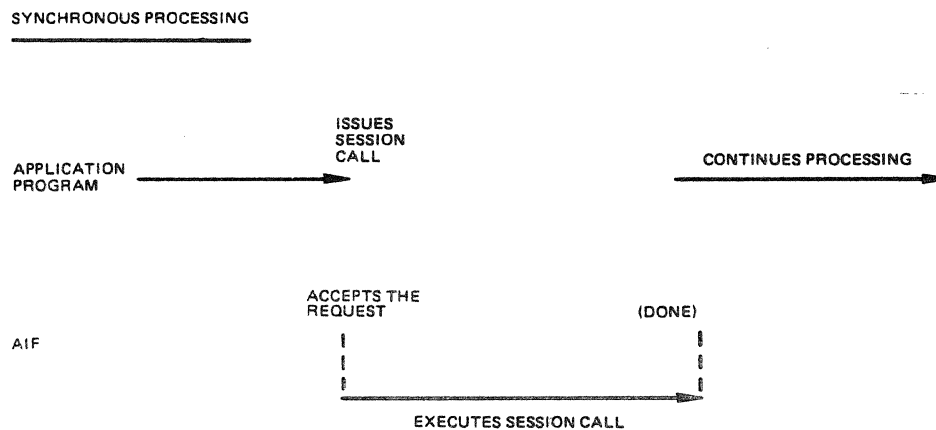 SYNCHRONOUS PROCESSING
ISSUES
SESSION
CALL
APPLICATION
PROGRAM
CONTINUES PROCESSING
ACCEPTS THE
REQUEST
(DONE)
AIF
EXECUTES SESSION CALL